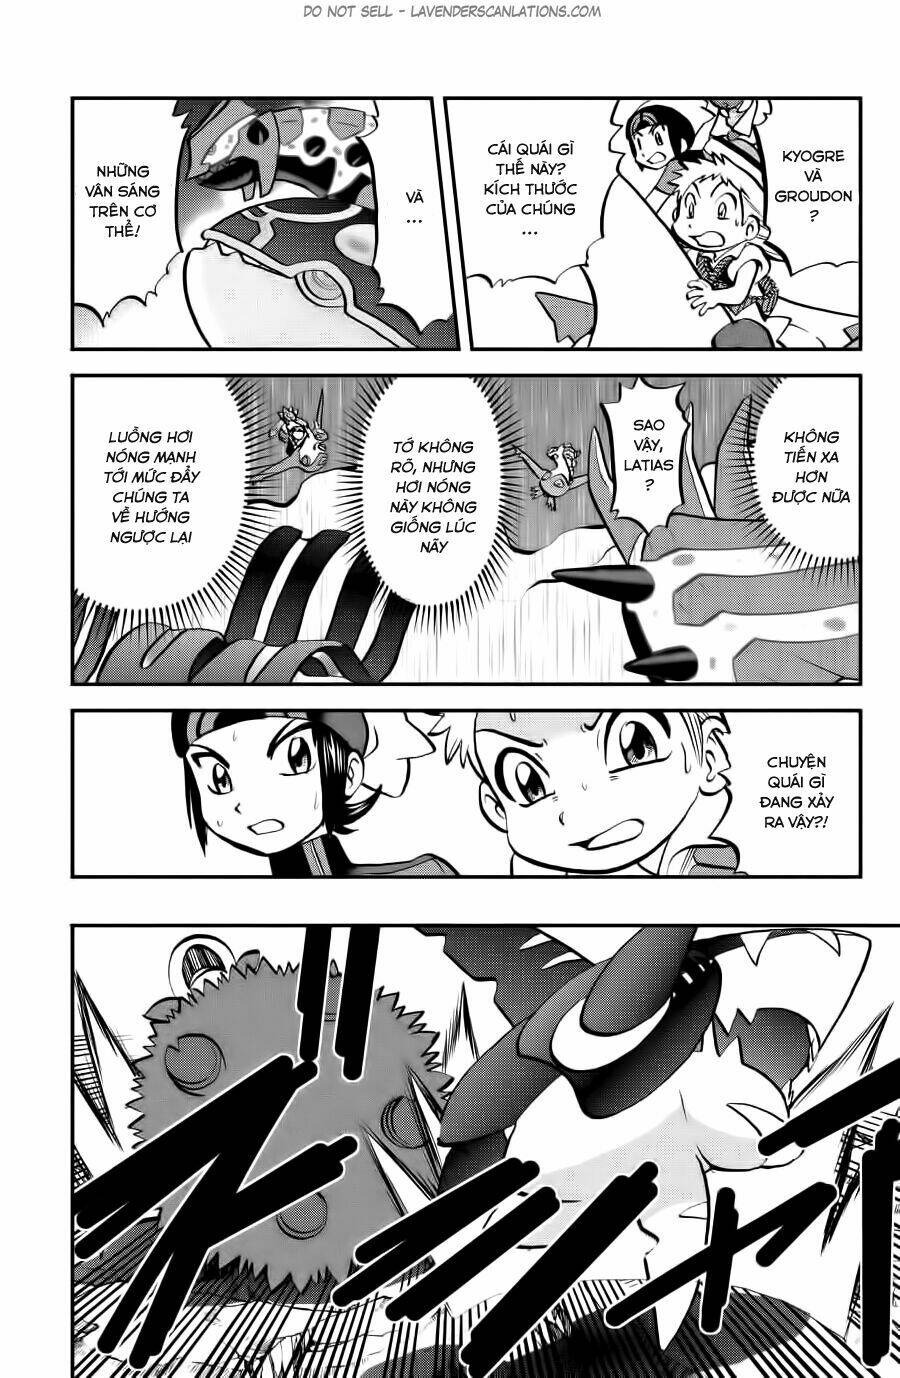 DO NOT SELL - LAVENDERSCANLATIONS.COM
KYOGRE
VÀ
GROUDON
?
CÁI QUÁI GÌ
THẾ NÀY?
KÍCH THƯỚC
CỦA CHÚNG
...
VÀ
...
NHỮNG
VÂN SÁNG
TRÊN CƠ
THỂ!
KHÔNG
TIẾN XA
HƠN
ĐƯỢC NỮA
SAO
VẬY,
LATIAS
?
TỚ KHÔNG
RÕ, NHƯNG
HƠI NÓNG
NÀY KHÔNG
GIỐNG LÚC
NÃY
LUỒNG HƠI
NÓNG MẠNH
TỚI MỨC ĐẨY
CHÚNG TA
VỀ HƯỚNG
NGƯỢC LẠI
CHUYỆN
QUÁI GÌ
ĐANG XẢY
RA VẬY?!